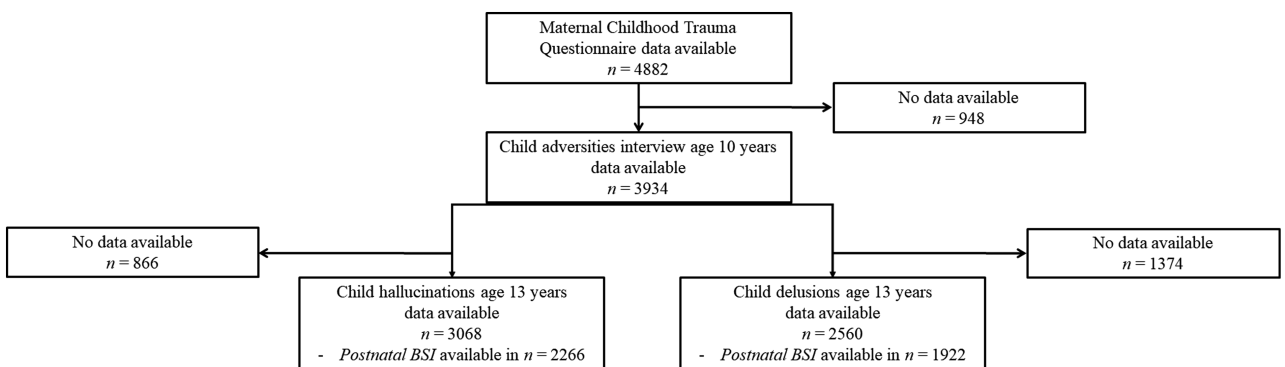 Maternal Childhood Trauma
Questionnaire data available
n = 4882
No data available
n = 948
Child adversities interview age 10 years
data available
n = 3934
No data available
n = 866
No data available
n = 1374
Child hallucinations age 13 years
data available
n = 3068
- Postnatal BSI available in n = 2266
Child delusions age 13 years
data available
n = 2560
- Postnatal BSI available in n = 1922